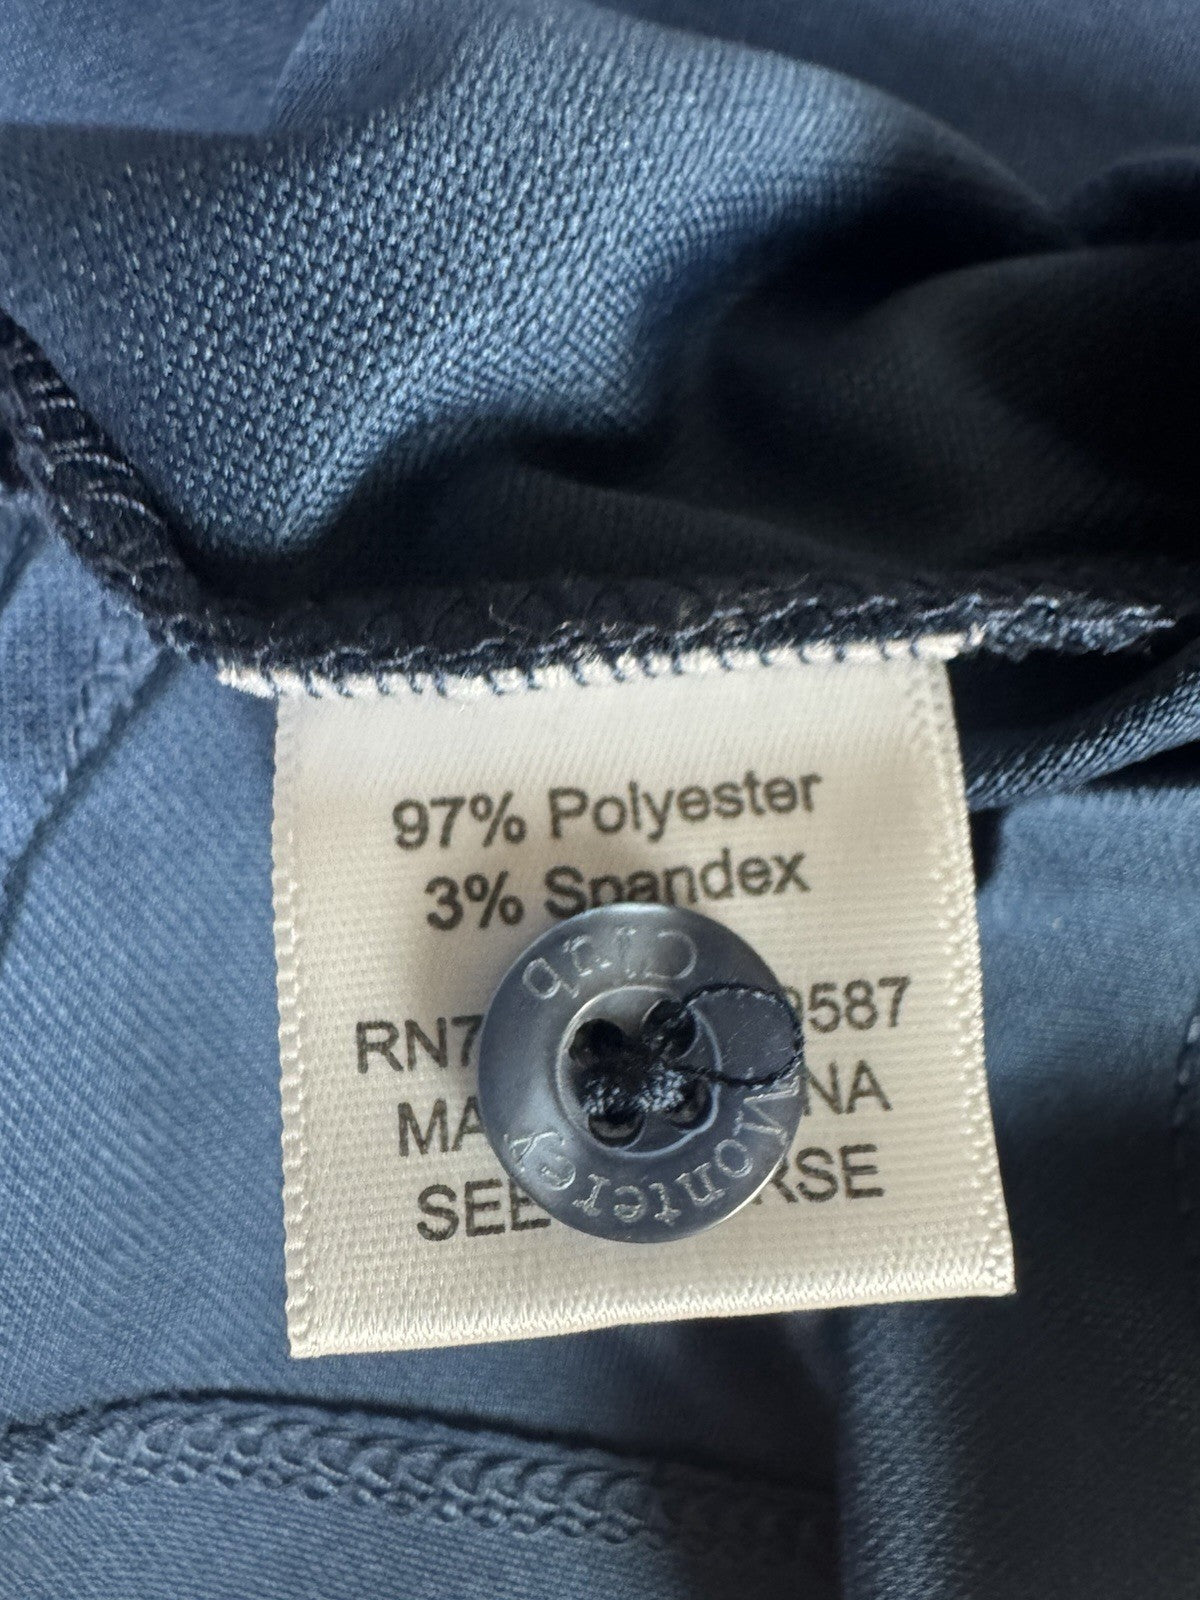 97% Polyester
3% Spandex
RN7 9587
MA NA
SEE RSE
Monterey
Club